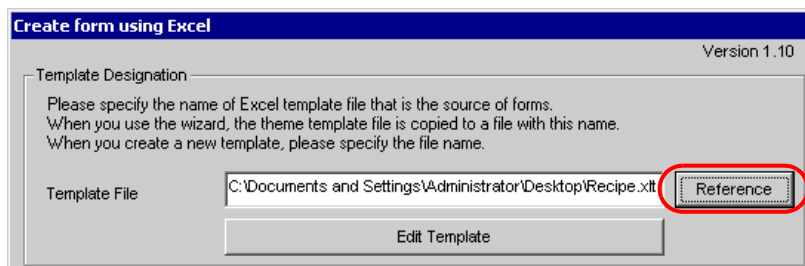 Create form using Excel
Version 1.10
Template Designation
Please specify the name of Excel template file that is the source of forms.
When you use the wizard, the theme template file is copied to a file with this name.
When you create a new template, please specify the file name.
Template File
C:\Documents and Settings\Administrator\Desktop\Recipe.xlt
Reference
Edit Template